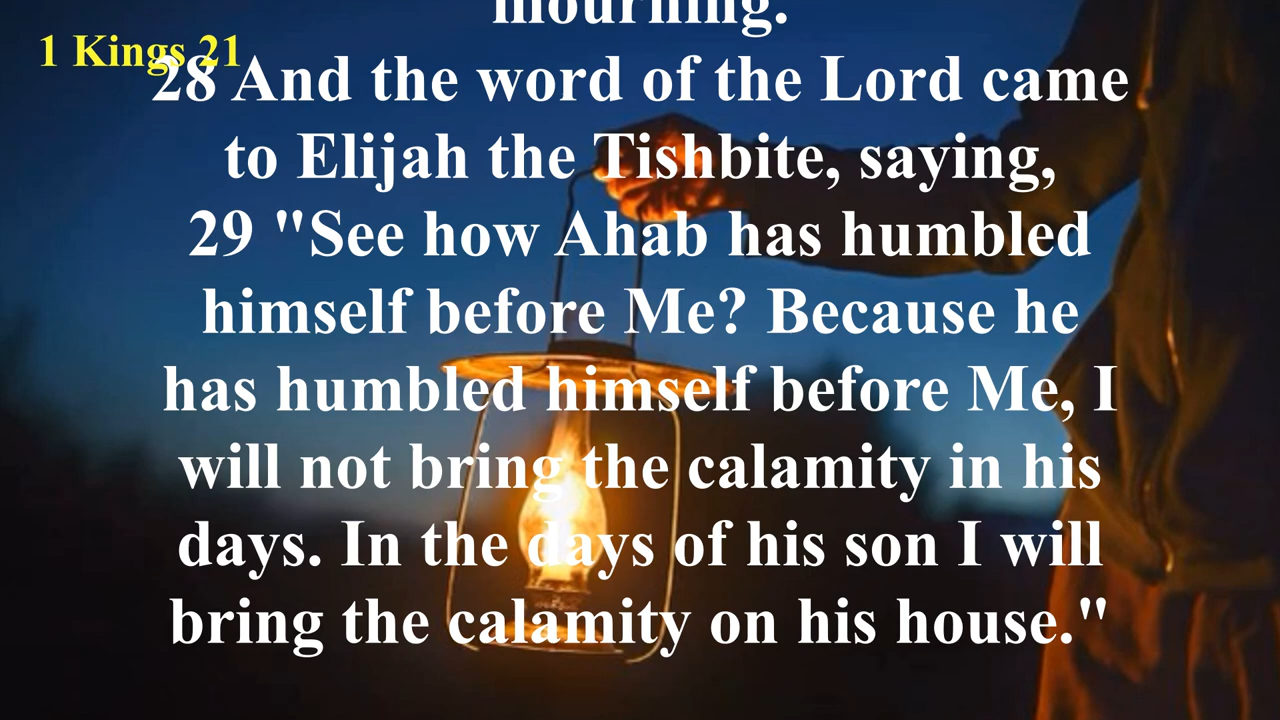 mourning.
1 Kings 21
28 And the word of the Lord came
to Elijah the Tishbite, saying,
29 "See how Ahab has humbled
himself before Me? Because he
has humbled himself before Me, I
will not bring the calamity in his
days. In the days of his son I will
bring the calamity on his house."